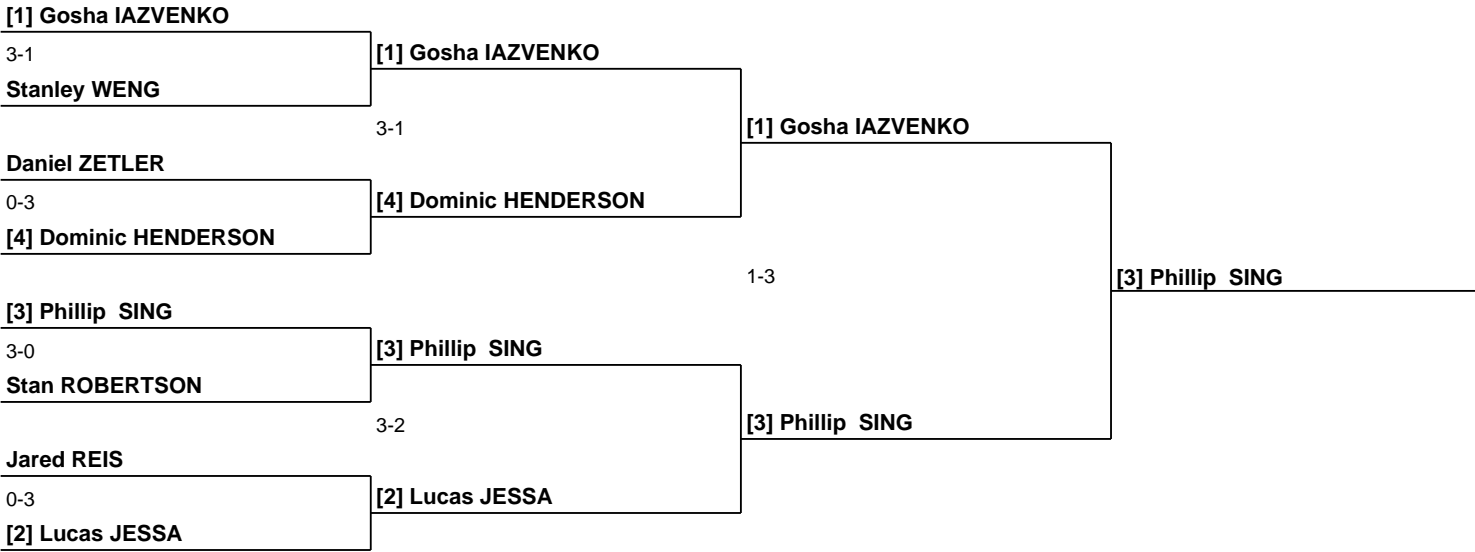 [1] Gosha IAZVENKO
3-1
[1] Gosha IAZVENKO
Stanley WENG
3-1
[1] Gosha IAZVENKO
Daniel ZETLER
0-3
[4] Dominic HENDERSON
[4] Dominic HENDERSON
1-3
[3] Phillip  SING
[3] Phillip  SING
3-0
[3] Phillip  SING
Stan ROBERTSON
3-2
[3] Phillip  SING
Jared REIS
0-3
[2] Lucas JESSA
[2] Lucas JESSA